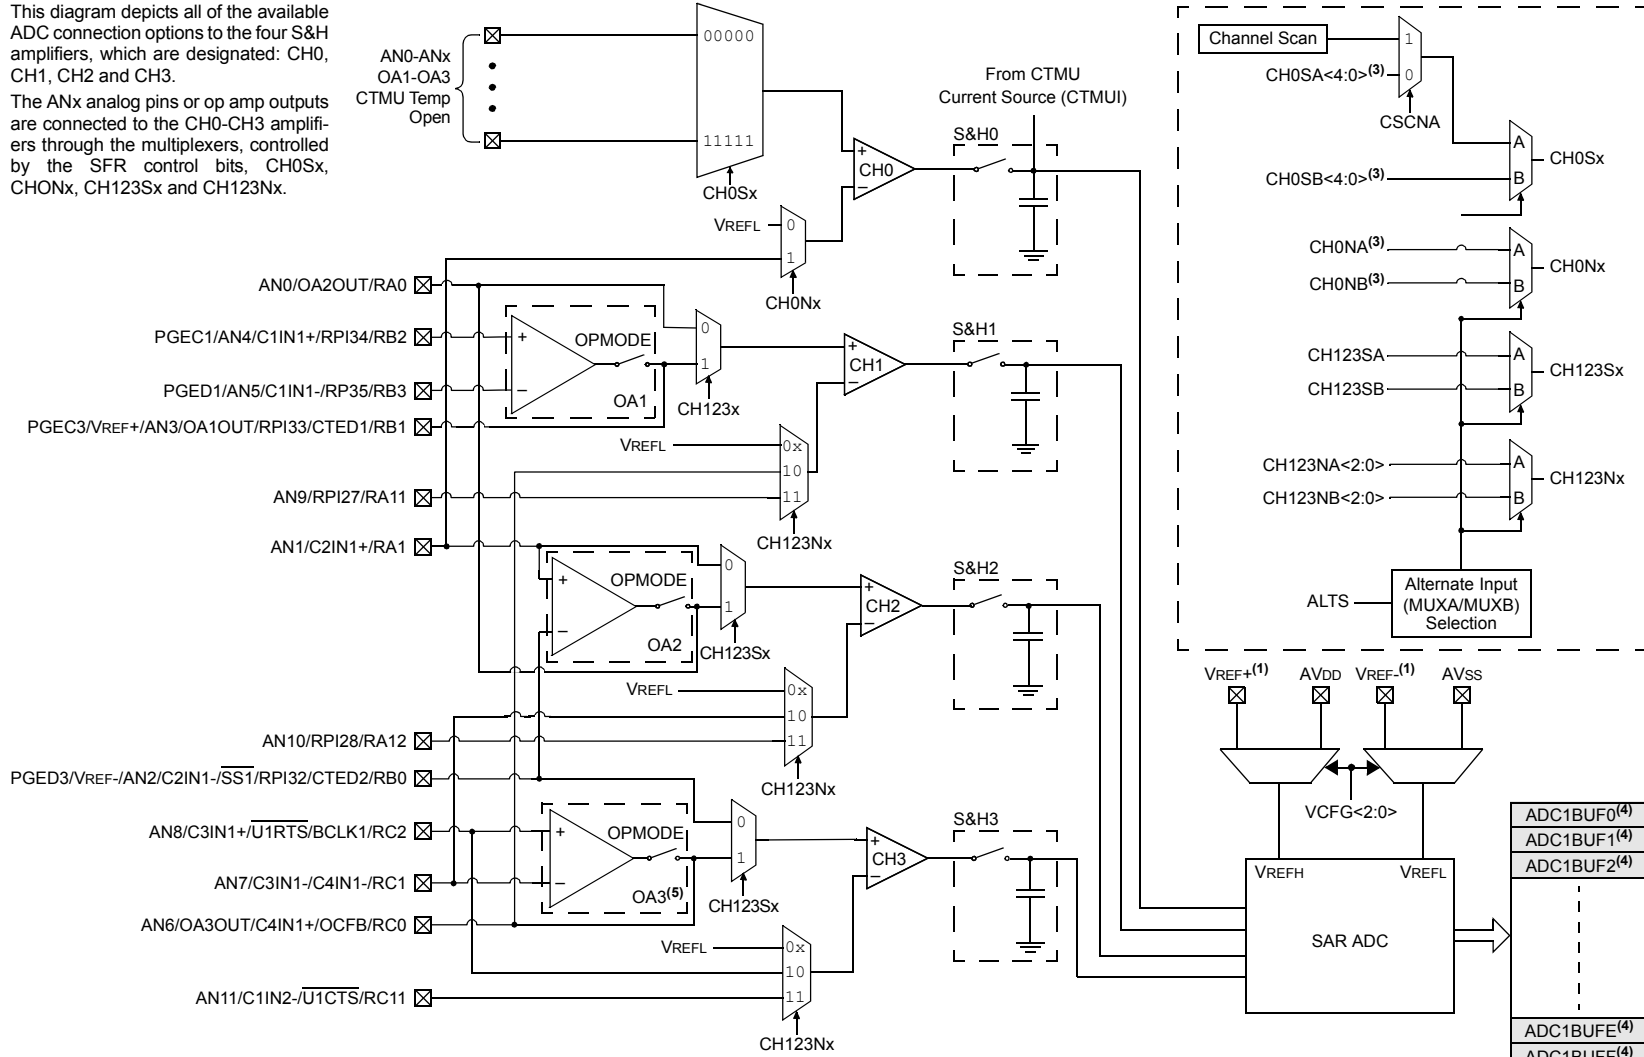 This diagram depicts all of the available
ADC connection options to the four S&H
amplifiers, which are designated: CH0,
CH1, CH2 and CH3.
The ANx analog pins or op amp outputs
are connected to the CH0-CH3 amplifi-
ers through the multiplexers, controlled
by the SFR control bits, CH0Sx,
CHONx, CH123Sx and CH123Nx.
AN0-ANx
OA1-OA3
CTMU Temp
Open
00000
11111
CH0Sx
From CTMU
Current Source (CTMUI)
S&H0
+
CH0
–
VREFL
0
1
CH0Nx
AN0/OA2OUT/RA0
PGEC1/AN4/C1IN1+/RPI34/RB2
PGED1/AN5/C1IN1-/RP35/RB3
PGEC3/VREF+/AN3/OA1OUT/RPI33/CTED1/RB1
+
–
OPMODE
OA1
0
1
CH123x
S&H1
+
CH1
–
VREFL
0x
10
11
CH123Nx
AN9/RPI27/RA11
AN1/C2IN1+/RA1
+
–
OPMODE
OA2
0
1
CH123Sx
S&H2
+
CH2
–
VREFL
0x
10
11
CH123Nx
AN10/RPI28/RA12
PGED3/VREF-/AN2/C2IN1-/SS1/RPI32/CTED2/RB0
AN8/C3IN1+/U1RTS/BCLK1/RC2
AN7/C3IN1-/C4IN1-/RC1
AN6/OA3OUT/C4IN1+/OCFB/RC0
+
–
OPMODE
OA3(5)
0
1
CH123Sx
S&H3
+
CH3
–
VREFL
0x
10
11
CH123Nx
AN11/C1IN2-/U1CTS/RC11
Channel Scan
1
CH0SA<4:0>(3)
0
CSCNA
A
CH0Sx
CH0SB<4:0>(3)
B
CH0NA(3)
A
CH0Nx
CH0NB(3)
B
CH123SA
A
CH123Sx
CH123SB
B
CH123NA<2:0>
A
CH123Nx
CH123NB<2:0>
B
ALTS
Alternate Input
(MUXA/MUXB)
Selection
VREF+(1)
AVDD
VREF-(1)
AVSS
VCFG<2:0>
VREFH
VREFL
SAR ADC
ADC1BUF0(4)
ADC1BUF1(4)
ADC1BUF2(4)
ADC1BUFE(4)
ADC1BUFF(4)